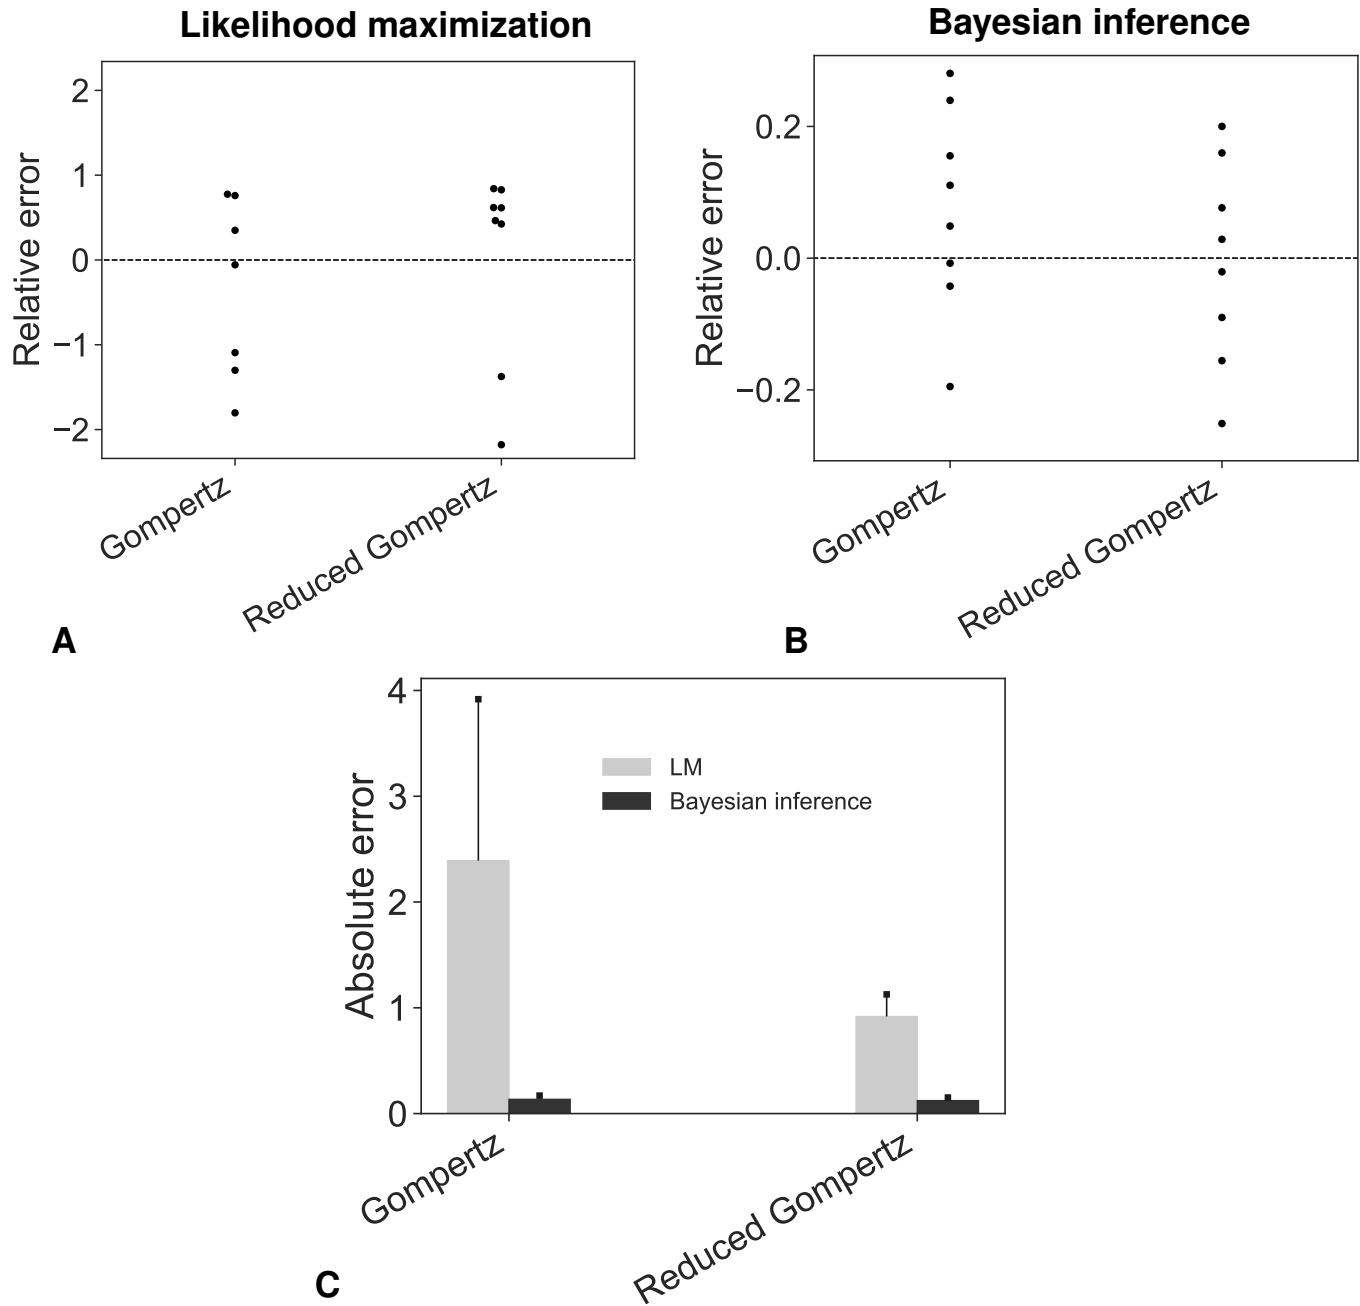 Likelihood maximization
Relative error
2
1
0
−1
−2
Gompertz
Reduced Gompertz
A
Bayesian inference
Relative error
0.2
0.0
−0.2
Gompertz
Reduced Gompertz
B
Absolute error
4
3
2
1
0
LM
Bayesian inference
Gompertz
Reduced Gompertz
C